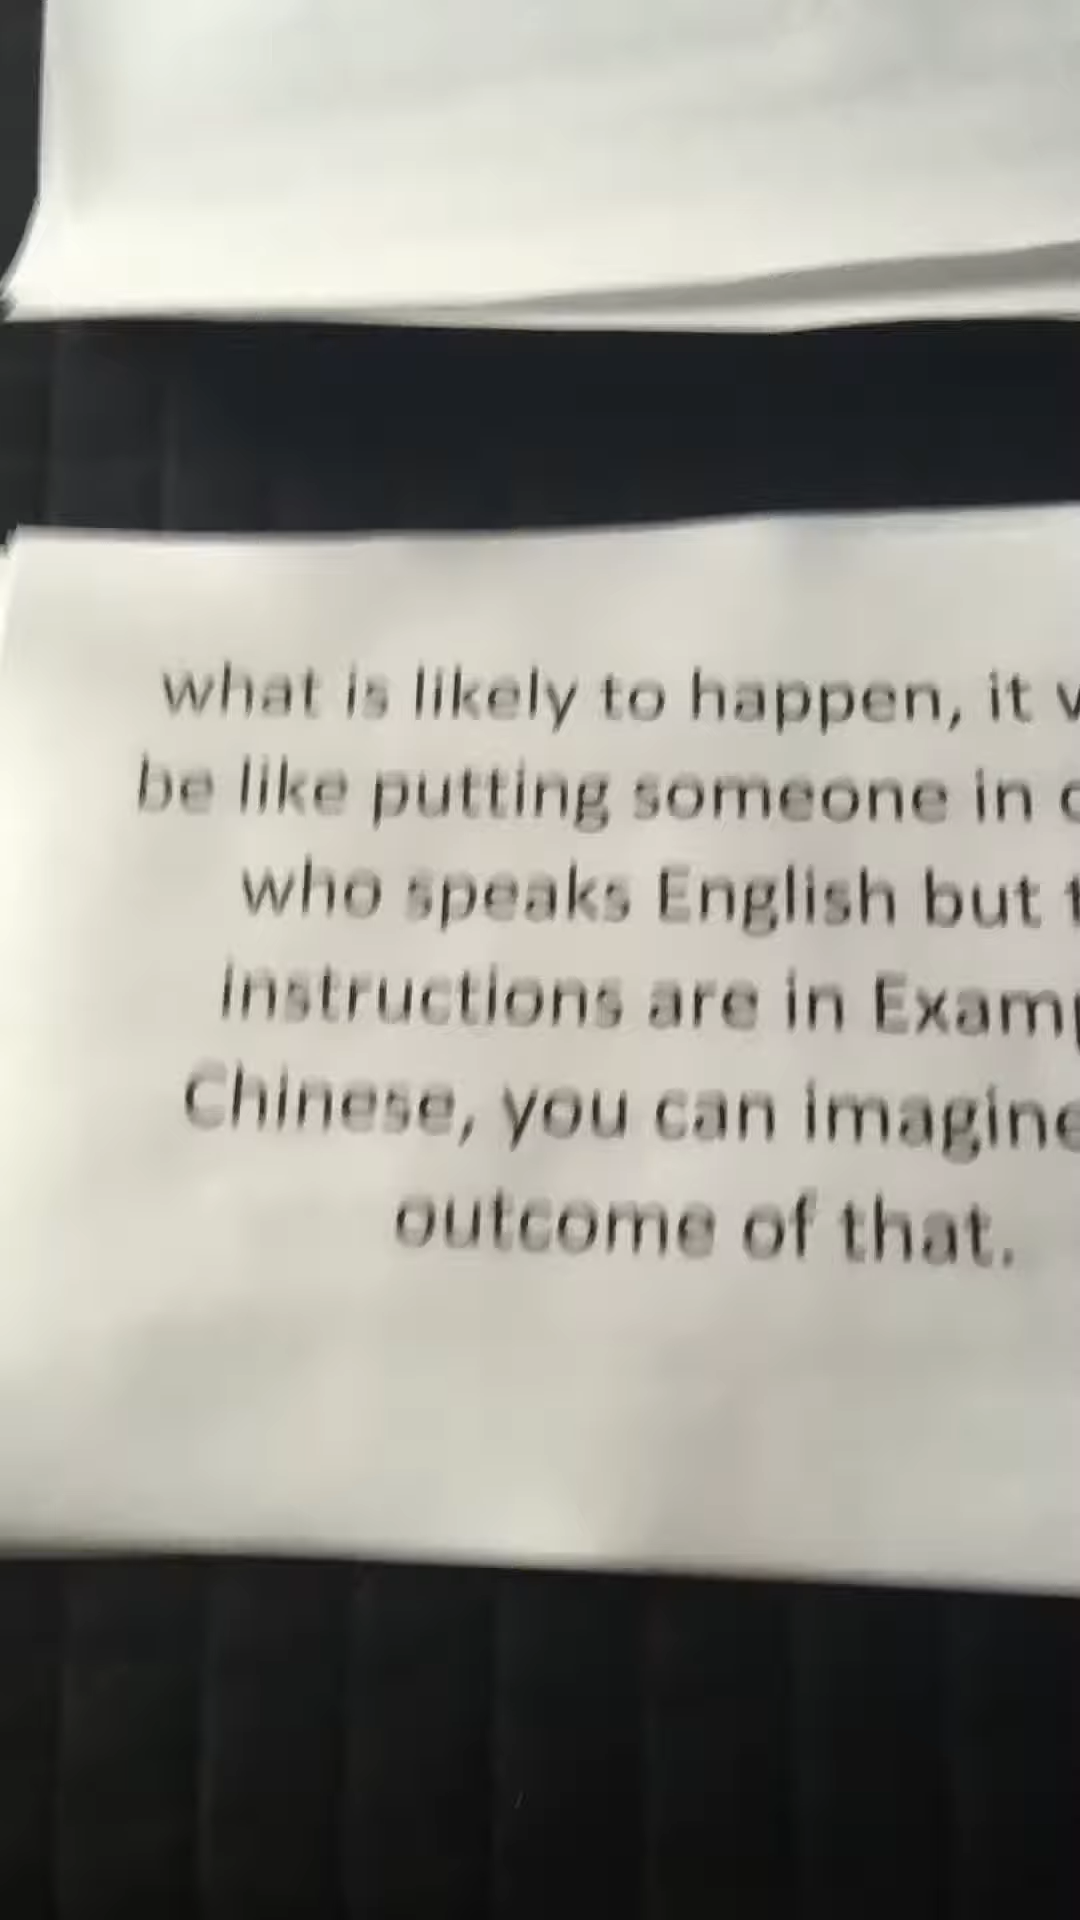 what is likely to happen, it
be like putting someone in
who speaks English but
instructions are in
Chinese, you can imagine
outcome of that.